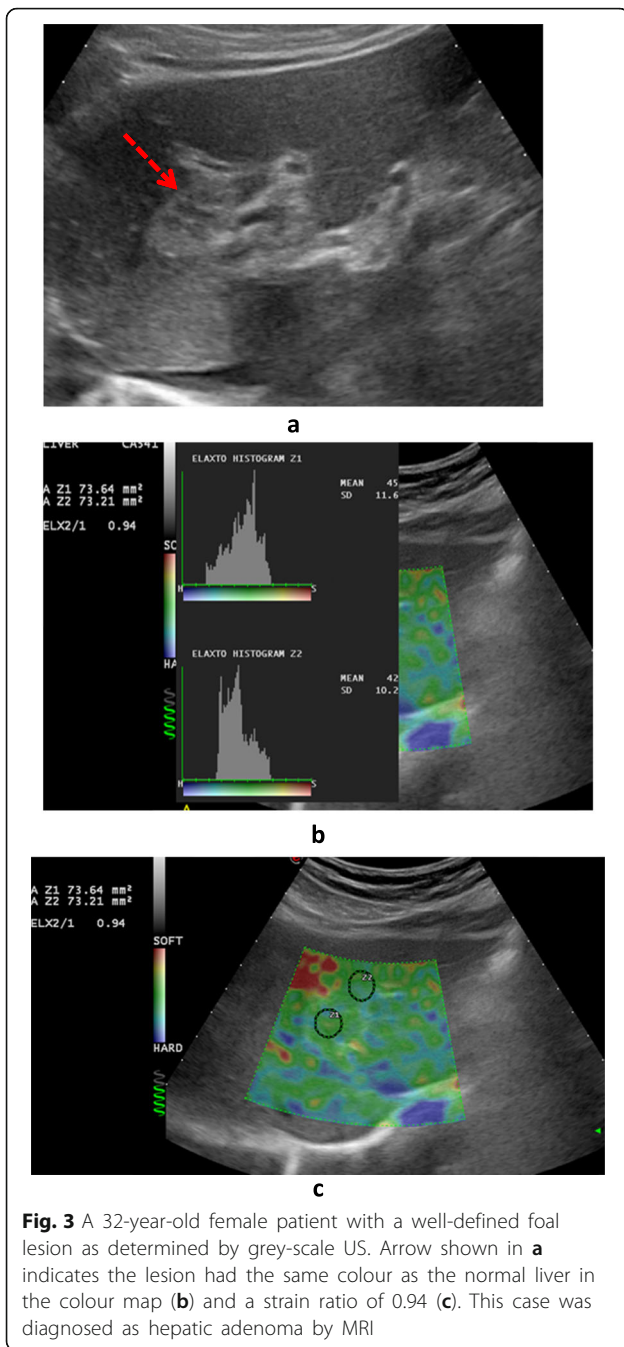 a
LIVER CA541
A Z1 73.64 mm²
A Z2 73.21 mm²
ELX2/1 0.94
SO
HA
ELAXTO HISTOGRAM Z1
MEAN 45
SD 11.6
H S
ELAXTO HISTOGRAM Z2
MEAN 42
SD 10.2
H S
b
A Z1 73.64 mm²
A Z2 73.21 mm²
ELX2/1 0.94
SOFT
HARD
Z2
Z1
c
Fig. 3 A 32-year-old female patient with a well-defined foal
lesion as determined by grey-scale US. Arrow shown in a
indicates the lesion had the same colour as the normal liver in
the colour map (b) and a strain ratio of 0.94 (c). This case was
diagnosed as hepatic adenoma by MRI